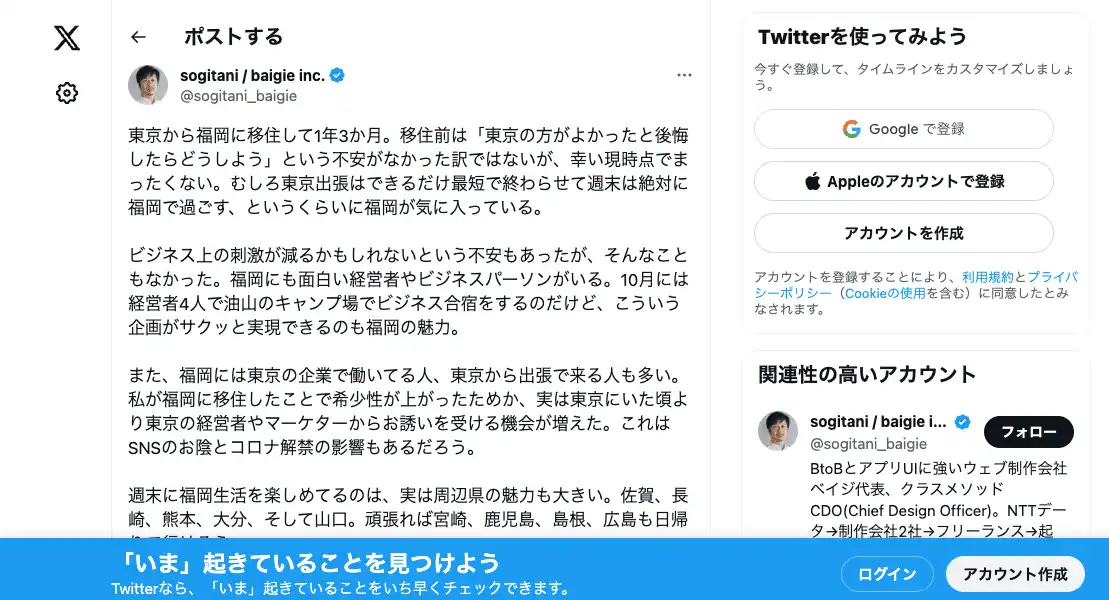 ポストする
sogitani / baigie inc.
@sogitani_baigie
東京から福岡に移住して1年3か月。移住前は「東京の方がよかったと後悔
したらどうしよう」という不安がなかった訳ではないが、幸い現時点でま
ったくない。むしろ東京出張はできるだけ最短で終わらせて週末は絶対に
福岡で過ごす、というくらいに福岡が気に入っている。
ビジネス上の刺激が減るかもしれないという不安もあったが、そんなこと
もなかった。福岡にも面白い経営者やビジネスパーソンがいる。10月には
経営者4人で油山のキャンプ場でビジネス合宿をするのだけど、こういう
企画がサクッと実現できるのも福岡の魅力。
また、福岡には東京の企業で働いてる人、東京から出張で来る人も多い。
私が福岡に移住したことで希少性が上がったためか、実は東京にいた頃よ
り東京の経営者やマーケターからお誘いを受ける機会が増えた。これは
SNSのお陰とコロナ解禁の影響もあるだろう。
週末に福岡生活を楽しめてるのは、実は周辺県の魅力も大きい。佐賀、長
崎、熊本、大分、そして山口。頑張れば宮崎、鹿児島、島根、広島も日帰
Twitterを使ってみよう
今すぐ登録して、タイムラインをカスタマイズしましょ
う。
Google で登録
Appleのアカウントで登録
アカウントを作成
アカウントを登録することにより、利用規約とプライバ
シーポリシー（Cookieの使用を含む）に同意したとみ
なされます。
関連性の高いアカウント
sogitani / baigie i...
@sogitani_baigie
フォロー
BtoBとアプリUIに強いウェブ制作会社
ベイジ代表、クラスメソッド
CDO(Chief Design Officer)。NTTデー
タ→制作会社2社→フリーランス→起
「いま」起きていることを見つけよう
Twitterなら、「いま」起きていることをいち早くチェックできます。
ログイン
アカウント作成